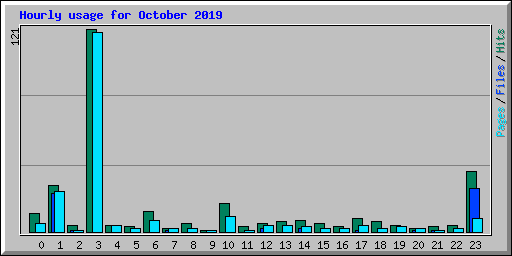 Hourly usage for October 2019
121
Pages/Files/Hits
0 1 2 3 4 5 6 7 8 9 10 11 12 13 14 15 16 17 18 19 20 21 22 23